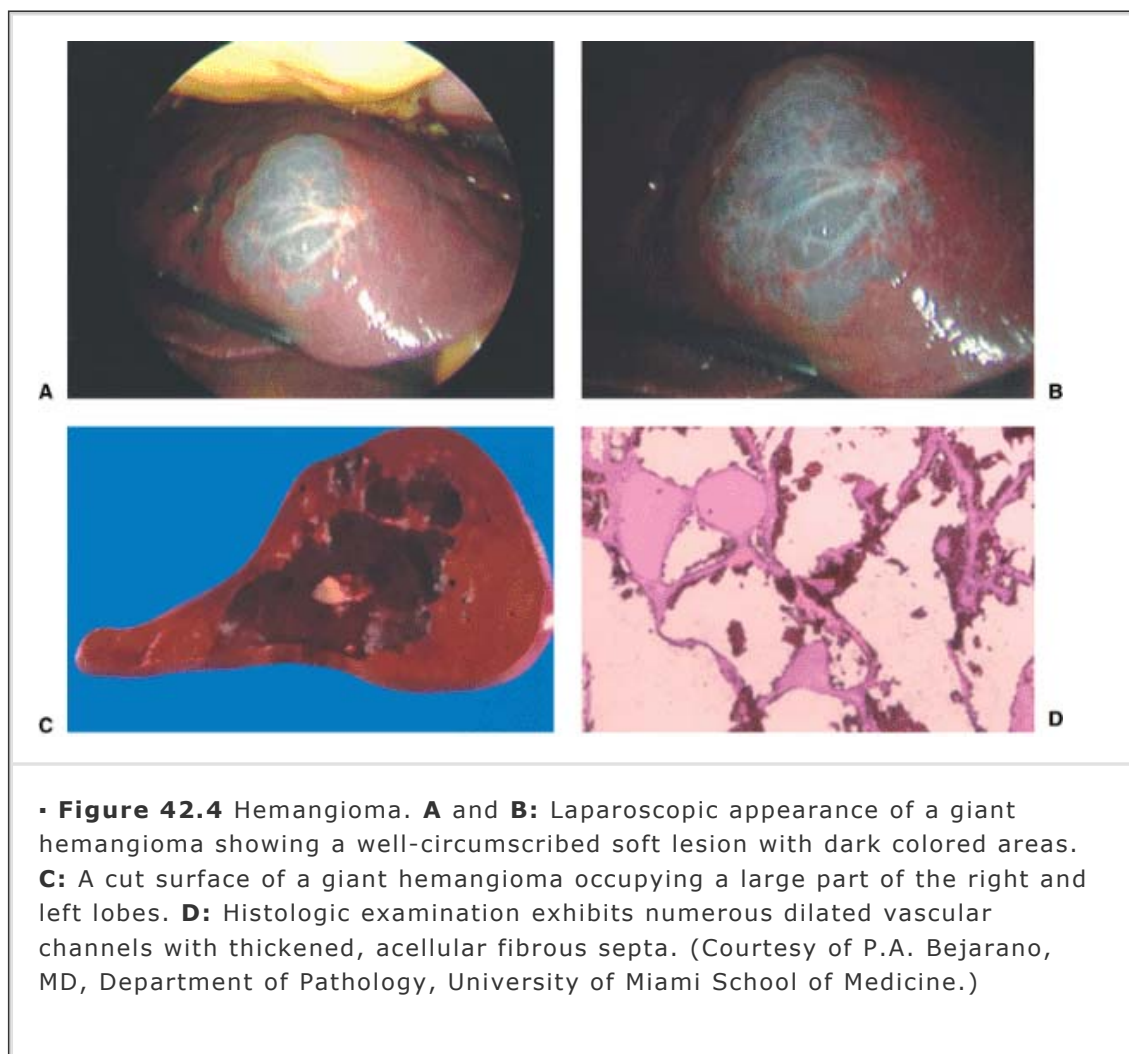 A
B
C
D
▪ Figure 42.4 Hemangioma. A and B: Laparoscopic appearance of a giant
hemangioma showing a well-circumscribed soft lesion with dark colored areas.
C: A cut surface of a giant hemangioma occupying a large part of the right and
left lobes. D: Histologic examination exhibits numerous dilated vascular
channels with thickened, acellular fibrous septa. (Courtesy of P.A. Bejarano,
MD, Department of Pathology, University of Miami School of Medicine.)